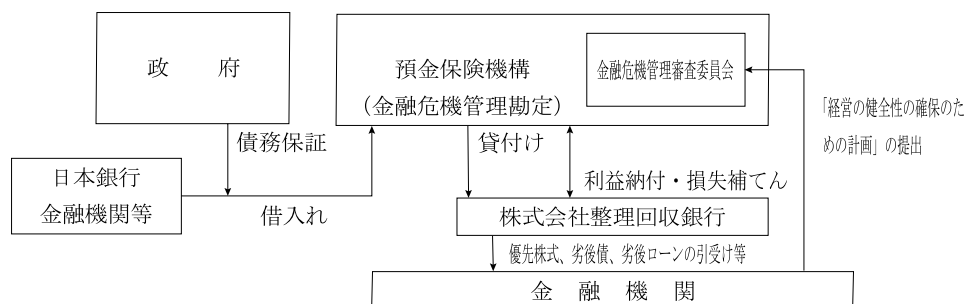 政　府
預金保険機構
（金融危機管理勘定）
金融危機管理審査委員会
「経営の健全性の確保のた
めの計画」の提出
債務保証
貸付け
日本銀行
金融機関等
借入れ
利益納付・損失補てん
株式会社整理回収銀行
優先株式、劣後債、劣後ローンの引受け等
金　融　機　関